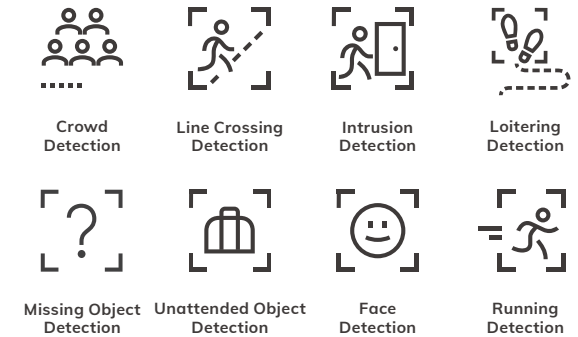 Crowd
Detection
Line Crossing
Detection
Intrusion
Detection
Loitering
Detection
?
Missing Object
Detection
Unattended Object
Detection
Face
Detection
Running
Detection